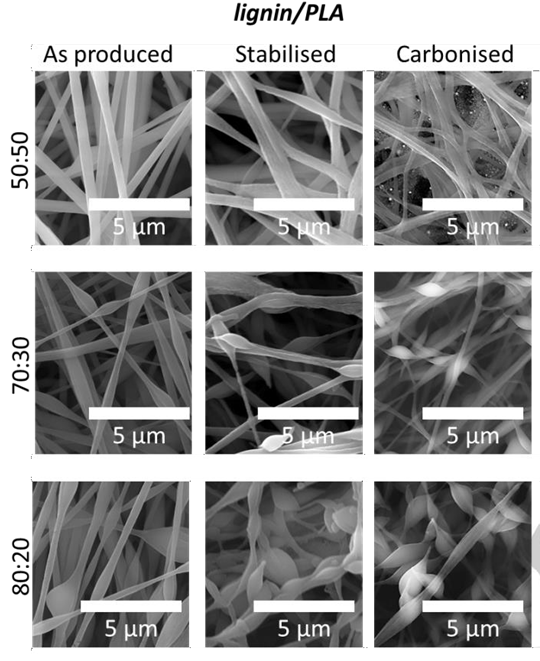 lignin/PLA
As produced Stabilised Carbonised
50:50
5 µm 5 µm 5 µm
70:30
5 µm 5 µm 5 µm
80:20
5 µm 5 µm 5 µm